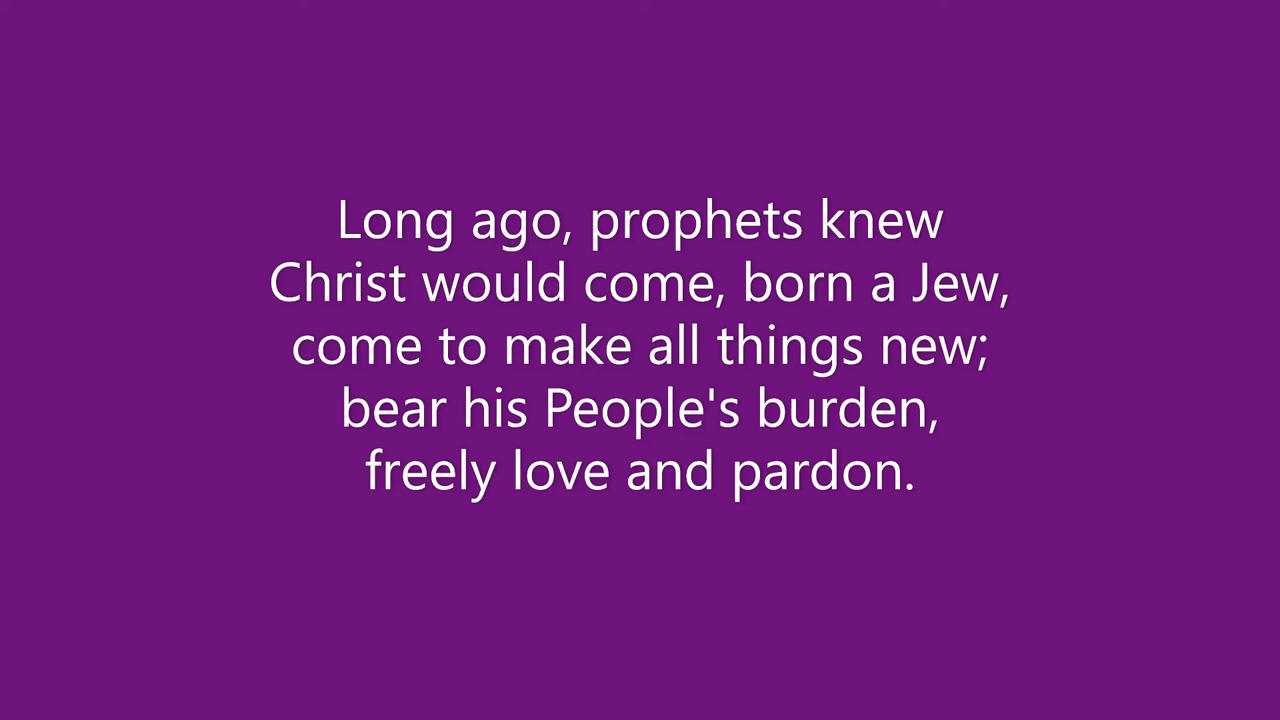 Long ago, prophets knew
Christ would come, born a Jew,
come to make all things new;
bear his People's burden,
freely love and pardon.